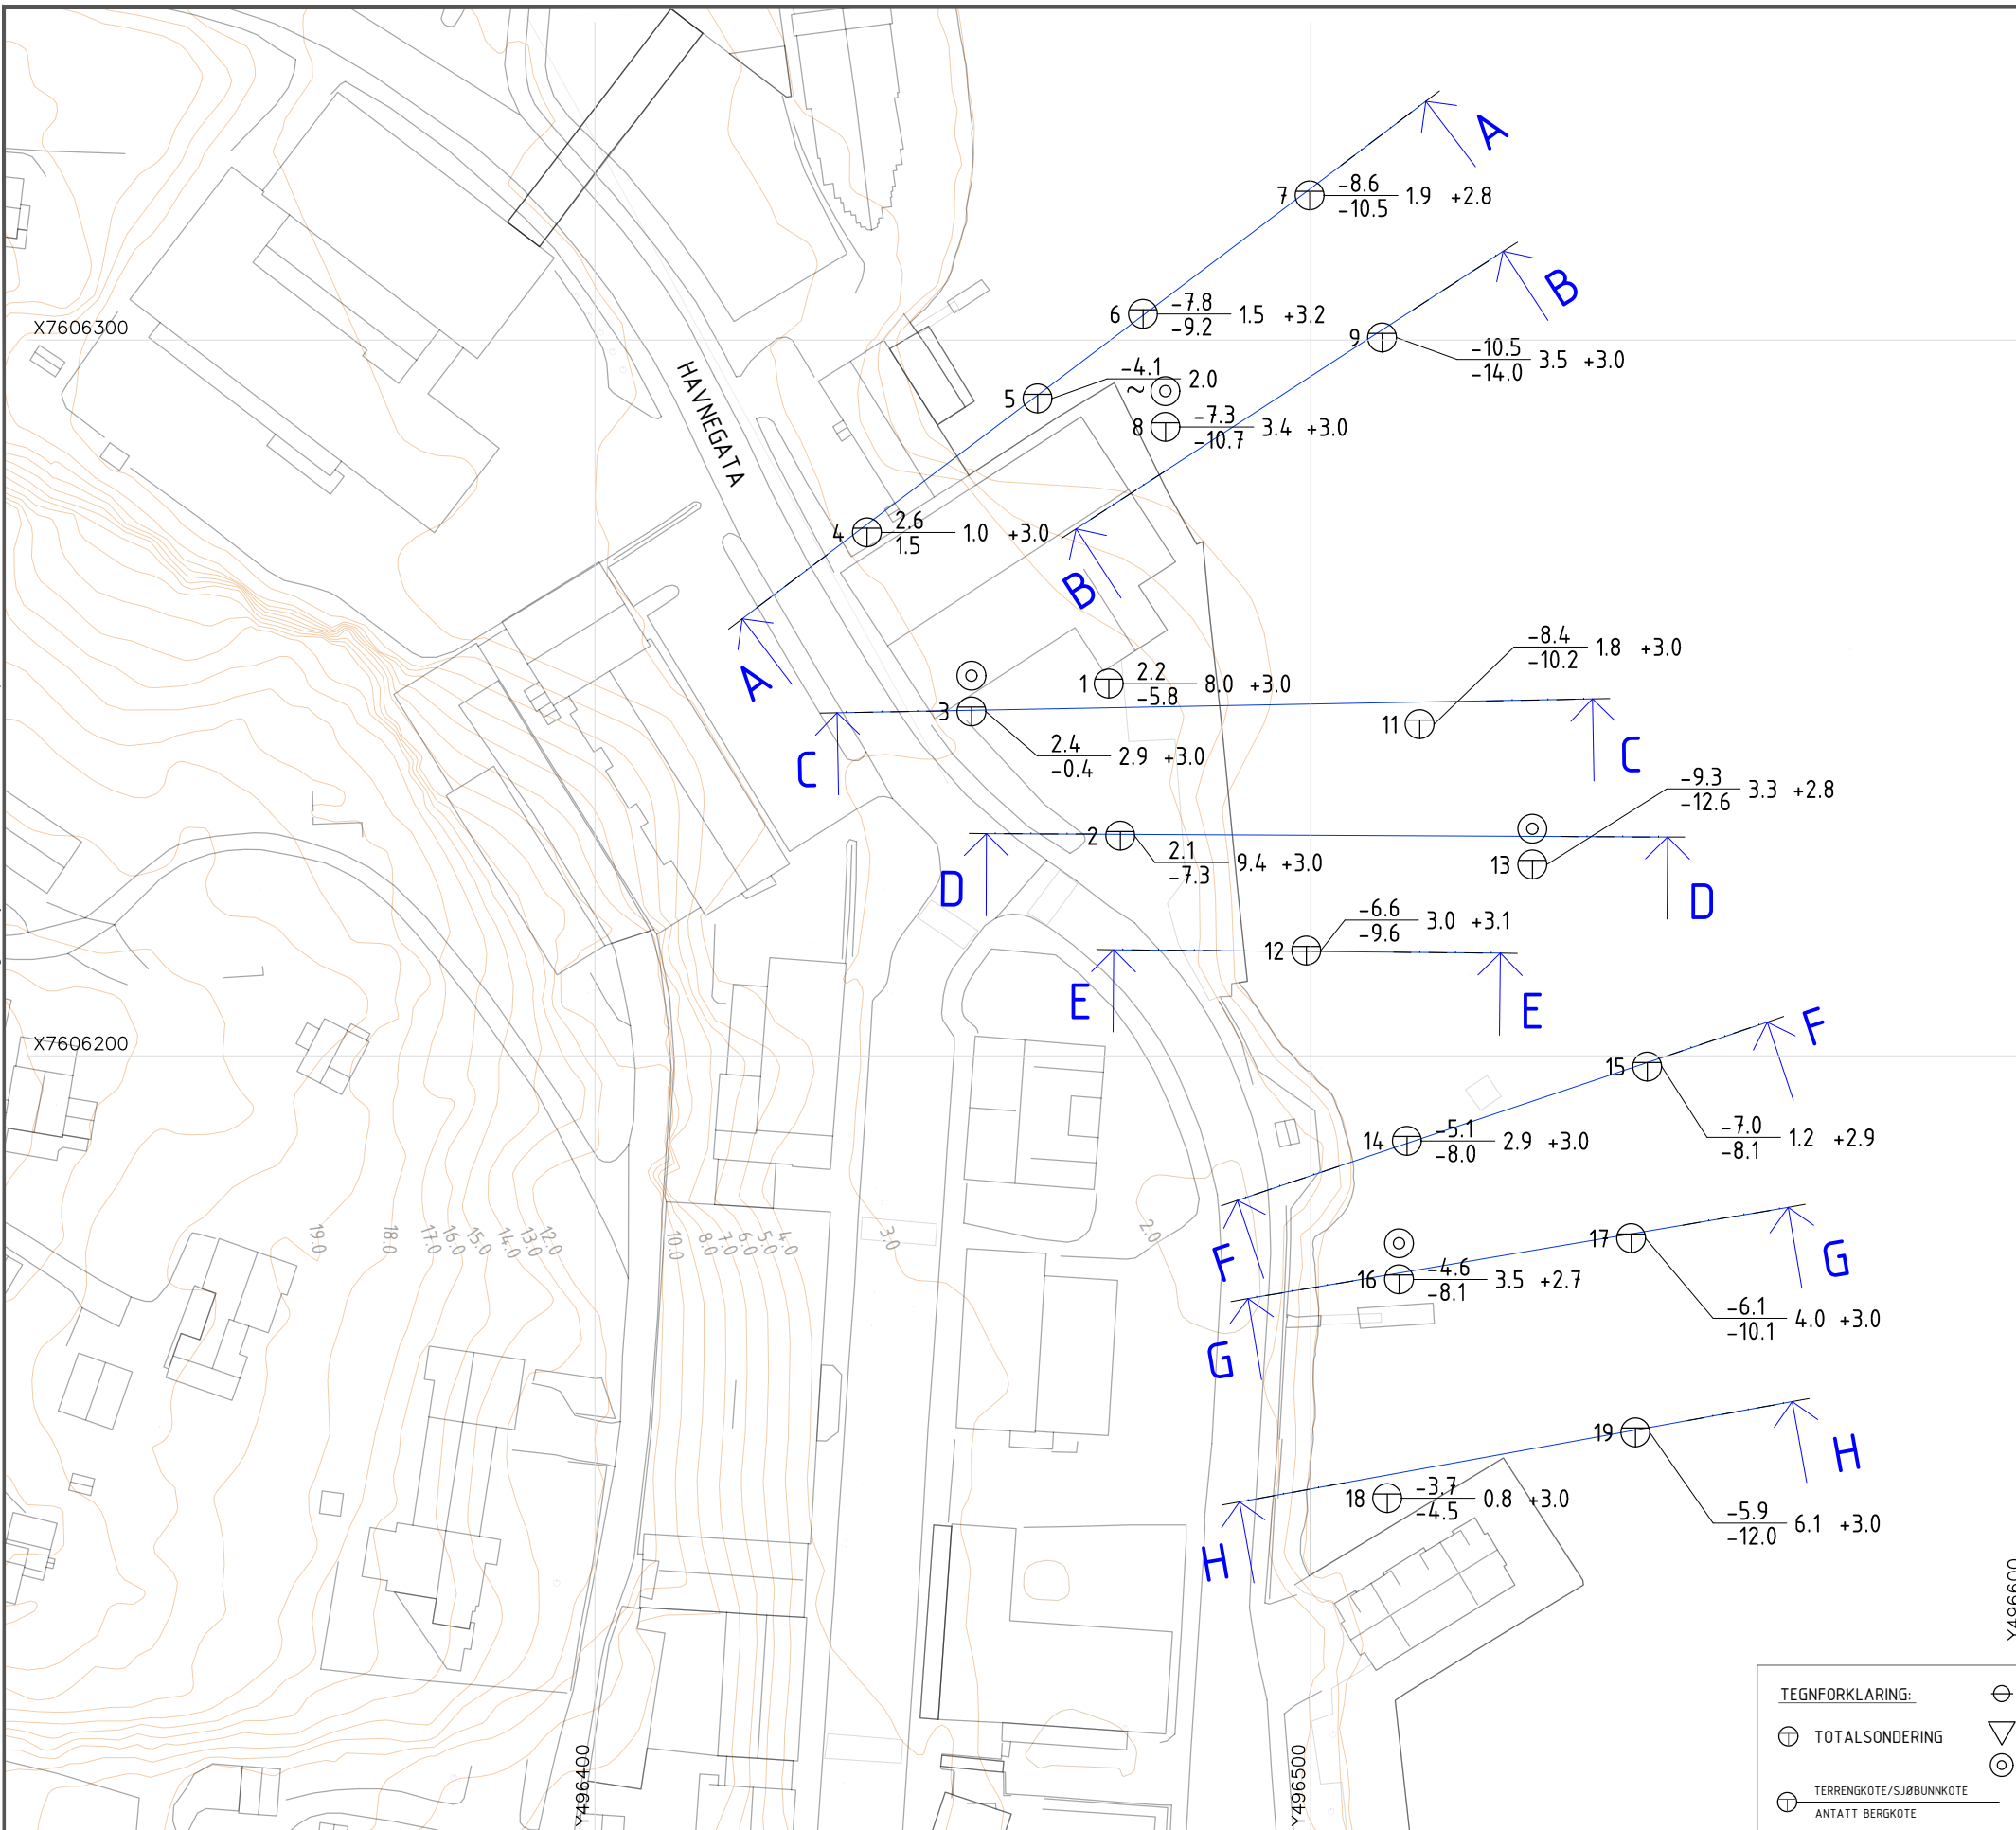 A
7 -8.6 1.9 +2.8
-10.5
B
6 -7.8 1.5 +3.2
-9.2
X7606300
9 -10.5 3.5 +3.0
-14.0
HAVNEGATA
5 -4.1 2.0
~
8 -7.3 3.4 +3.0
-10.7
4 2.6 1.0 +3.0
1.5
B
A
11 -8.4 1.8 +3.0
-10.2
1 2.2 8.0 +3.0
-5.8
3 2.4 2.9 +3.0
-0.4
C
C
13 -9.3 3.3 +2.8
-12.6
2 2.1 9.4 +3.0
-7.3
D
D
12 -6.6 3.0 +3.1
-9.6
E
E
X7606200
F
15 -7.0 1.2 +2.9
-8.1
14 -5.1 2.9 +3.0
-8.0
19.0 18.0 17.0 16.0 15.0 14.0 13.0 12.0 10.0 8.0 7.0 6.0 5.0 4.0 3.0 2.0
F
17 -6.1 4.0 +3.0
-10.1
G
16 -4.6 3.5 +2.7
-8.1
G
19 -5.9 6.1 +3.0
-12.0
H
18 -3.7 0.8 +3.0
-4.5
H
Y496400
Y496500
Y496600
TEGNFORKLARING:
TOTALSONDERING
TERRENGKOTE/SJØBUNNKOTE
ANTATT BERGKOTE